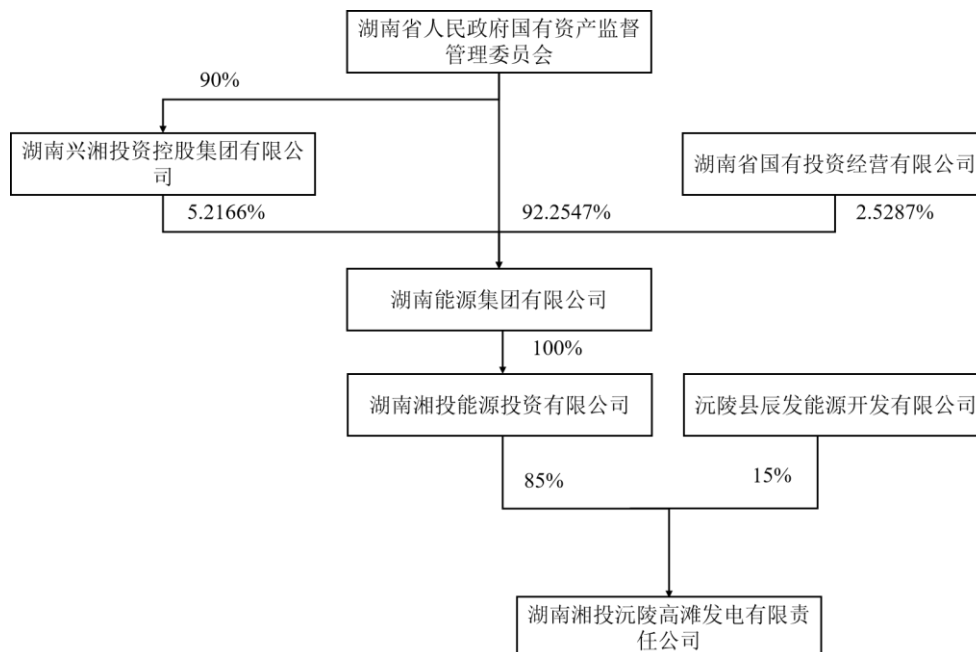 湖南省人民政府国有资产监督
管理委员会
90%
湖南兴湘投资控股集团有限公
司
湖南省国有投资经营有限公司
5.2166%
92.2547%
2.5287%
湖南能源集团有限公司
100%
湖南湘投能源投资有限公司
沅陵县辰发能源开发有限公司
85%
15%
湖南湘投沅陵高滩发电有限责
任公司